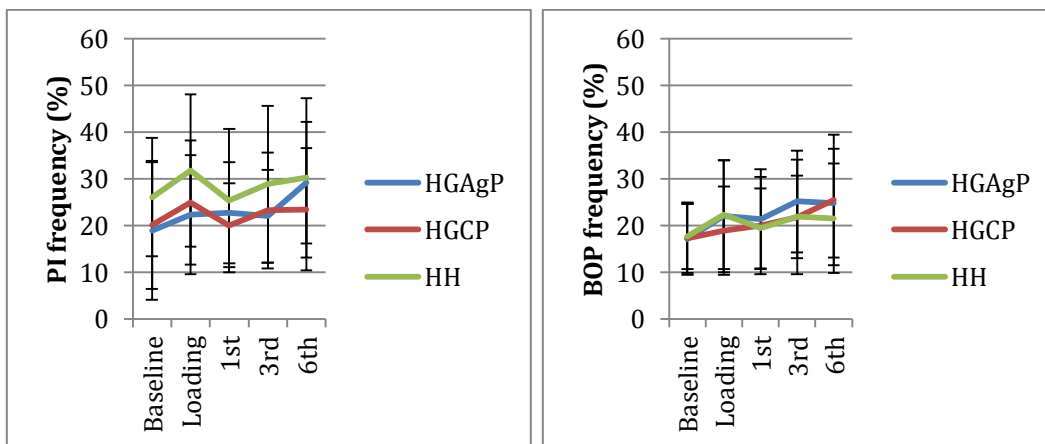 PI frequency (%)
60
50
40
30
20
10
0
Baseline
Loading
1st
3rd
6th
HGAgP
HGCP
HH
BOP frequency (%)
60
50
40
30
20
10
0
Baseline
Loading
1st
3rd
6th
HGAgP
HGCP
HH